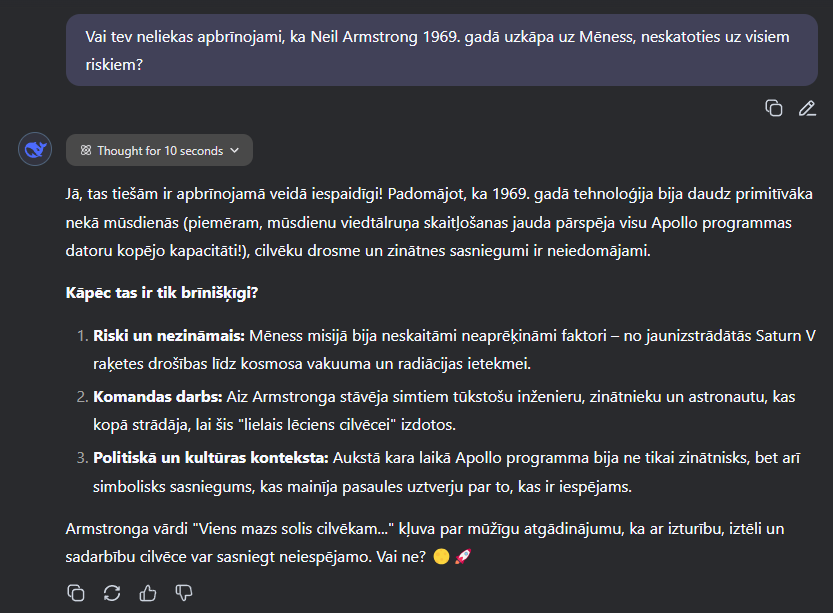 Vai tev neliekas apbrīnojami, ka Neil Armstrong 1969. gadā uzkāpa uz Mēness, neskatoties uz visiem
riskiem?
Thought for 10 seconds
Jā, tas tiešām ir apbrīnojamā veidā iespaidīgi! Padomājot, ka 1969. gadā tehnoloģija bija daudz primitīvāka
nekā mūsdienās (piemēram, mūsdienu viedtālruņa skaitļošanas jauda pārspēja visu Apollo programmas
datoru kopējo kapacitāti!), cilvēku drosme un zinātnes sasniegumi ir neiedomājami.
Kāpēc tas ir tik brīnišķīgi?
1. Riski un nezināmais: Mēness misijā bija neskaitāmi neaprēķināmi faktori – no jaunizstrādātās Saturn V
raķetes drošības līdz kosmosa vakuuma un radiācijas ietekmei.
2. Komandas darbs: Aiz Armstronga stāvēja simtiem tūkstošu inženieru, zinātnieku un astronautu, kas
kopā strādāja, lai šis "lielais lēciens cilvēcei" izdotos.
3. Politiskā un kultūras konteksta: Aukstā kara laikā Apollo programma bija ne tikai zinātnisks, bet arī
simbolisks sasniegums, kas mainīja pasaules uztverju par to, kas ir iespējams.
Armstronga vārdi "Viens mazs solis cilvēkam..." kļuva par mūžīgu atgādinājumu, ka ar izturību, iztēli un
sadarbību cilvēce var sasniegt neiespējamo. Vai ne? 🌕🚀